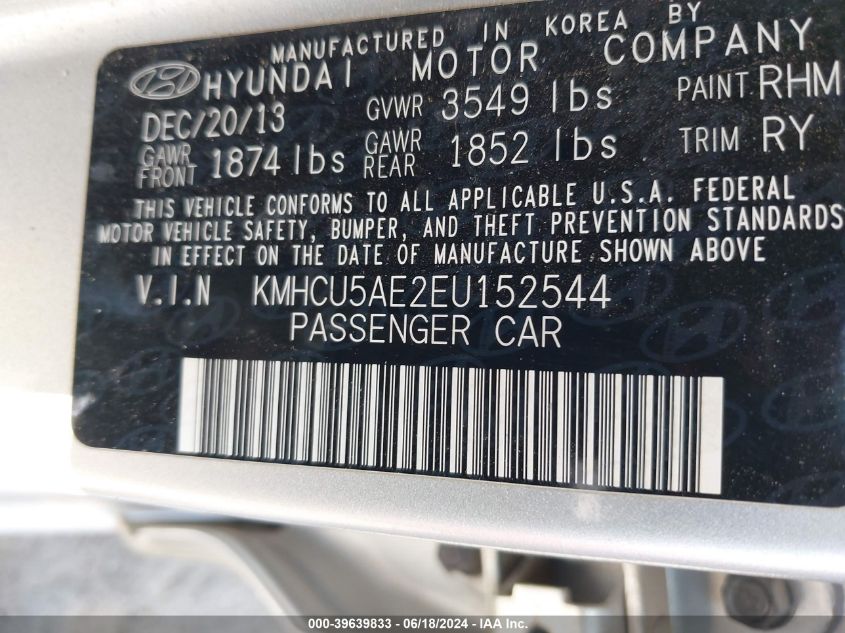 MANUFACTURED IN KOREA BY
HYUNDAI MOTOR COMPANY
DEC/20/13 GVWR 3549 lbs PAINT RHM
GAWR FRONT 1874 lbs GAWR REAR 1852 lbs TRIM RY
THIS VEHICLE CONFORMS TO ALL APPLICABLE U.S.A. FEDERAL
MOTOR VEHICLE SAFETY, BUMPER, AND THEFT PREVENTION STANDARDS
IN EFFECT ON THE DATE OF MANUFACTURE SHOWN ABOVE
V.I.N KMHCU5AE2EU152544
PASSENGER CAR
000-39639833 - 06/18/2024 - IAA Inc.